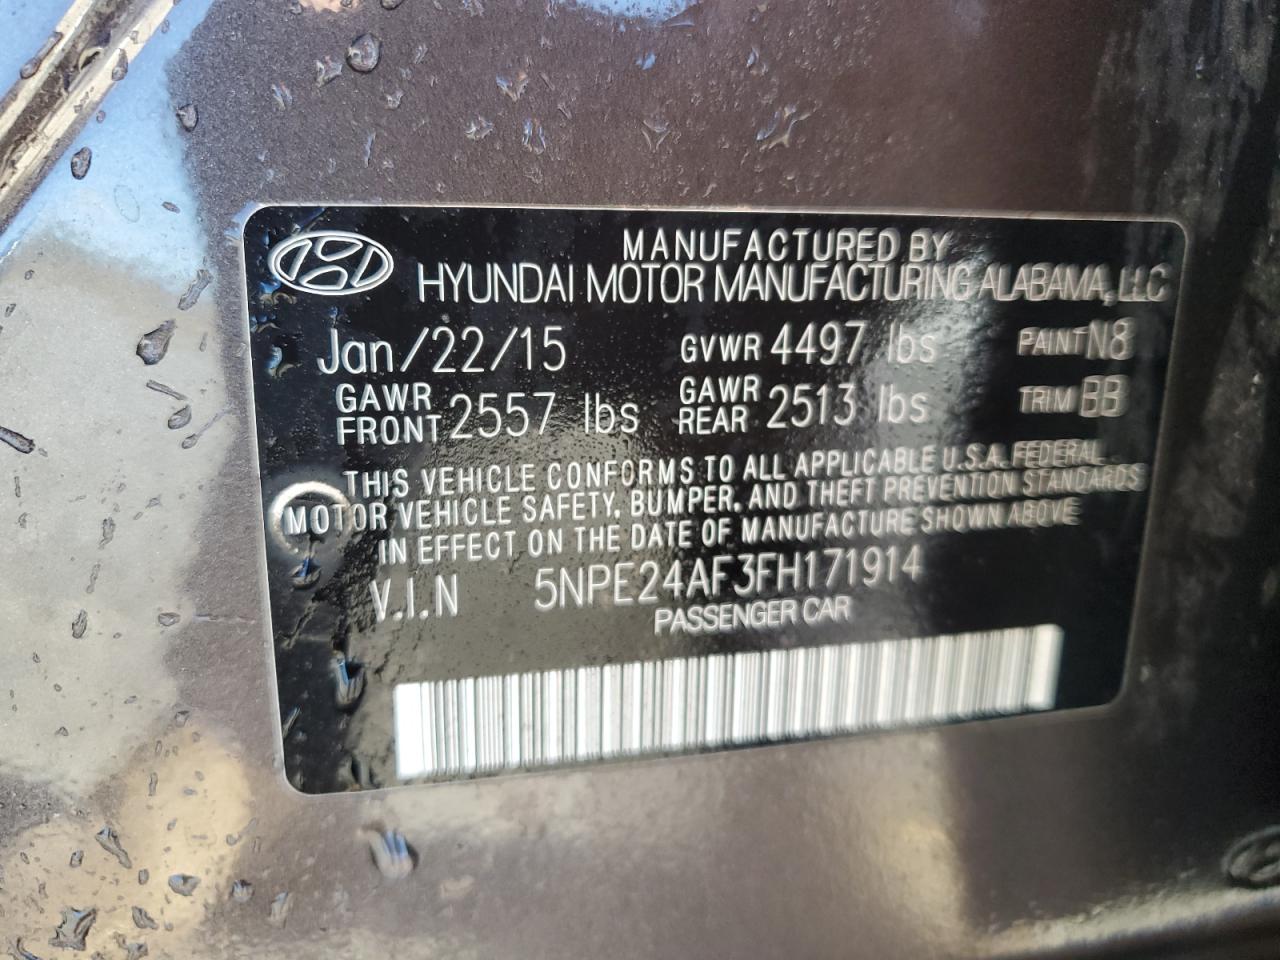 MANUFACTURED BY
HYUNDAI MOTOR MANUFACTURING ALABAMA, LLC
Jan/22/15 GVWR 4497 lbs PAINT N8
GAWR FRONT 2557 lbs GAWR REAR 2513 lbs TRIM BB
THIS VEHICLE CONFORMS TO ALL APPLICABLE U.S.A. FEDERAL
MOTOR VEHICLE SAFETY, BUMPER, AND THEFT PREVENTION STANDARDS
IN EFFECT ON THE DATE OF MANUFACTURE SHOWN ABOVE
V.I.N 5NPE24AF3FH171914
PASSENGER CAR